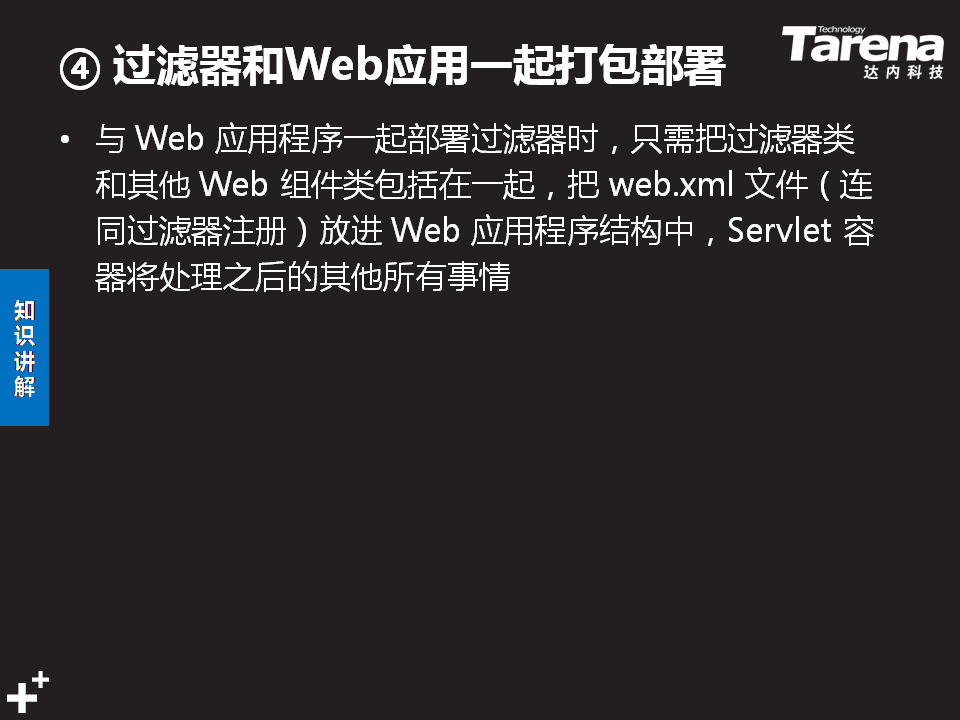 ④ 过滤器和Web应用一起打包部署
Technology
Tarena
达内科技
• 与 Web 应用程序一起部署过滤器时，只需把过滤器类
和其他 Web 组件类包括在一起，把 web.xml 文件（连
同过滤器注册）放进 Web 应用程序结构中，Servlet 容
器将处理之后的其他所有事情
知
识
讲
解